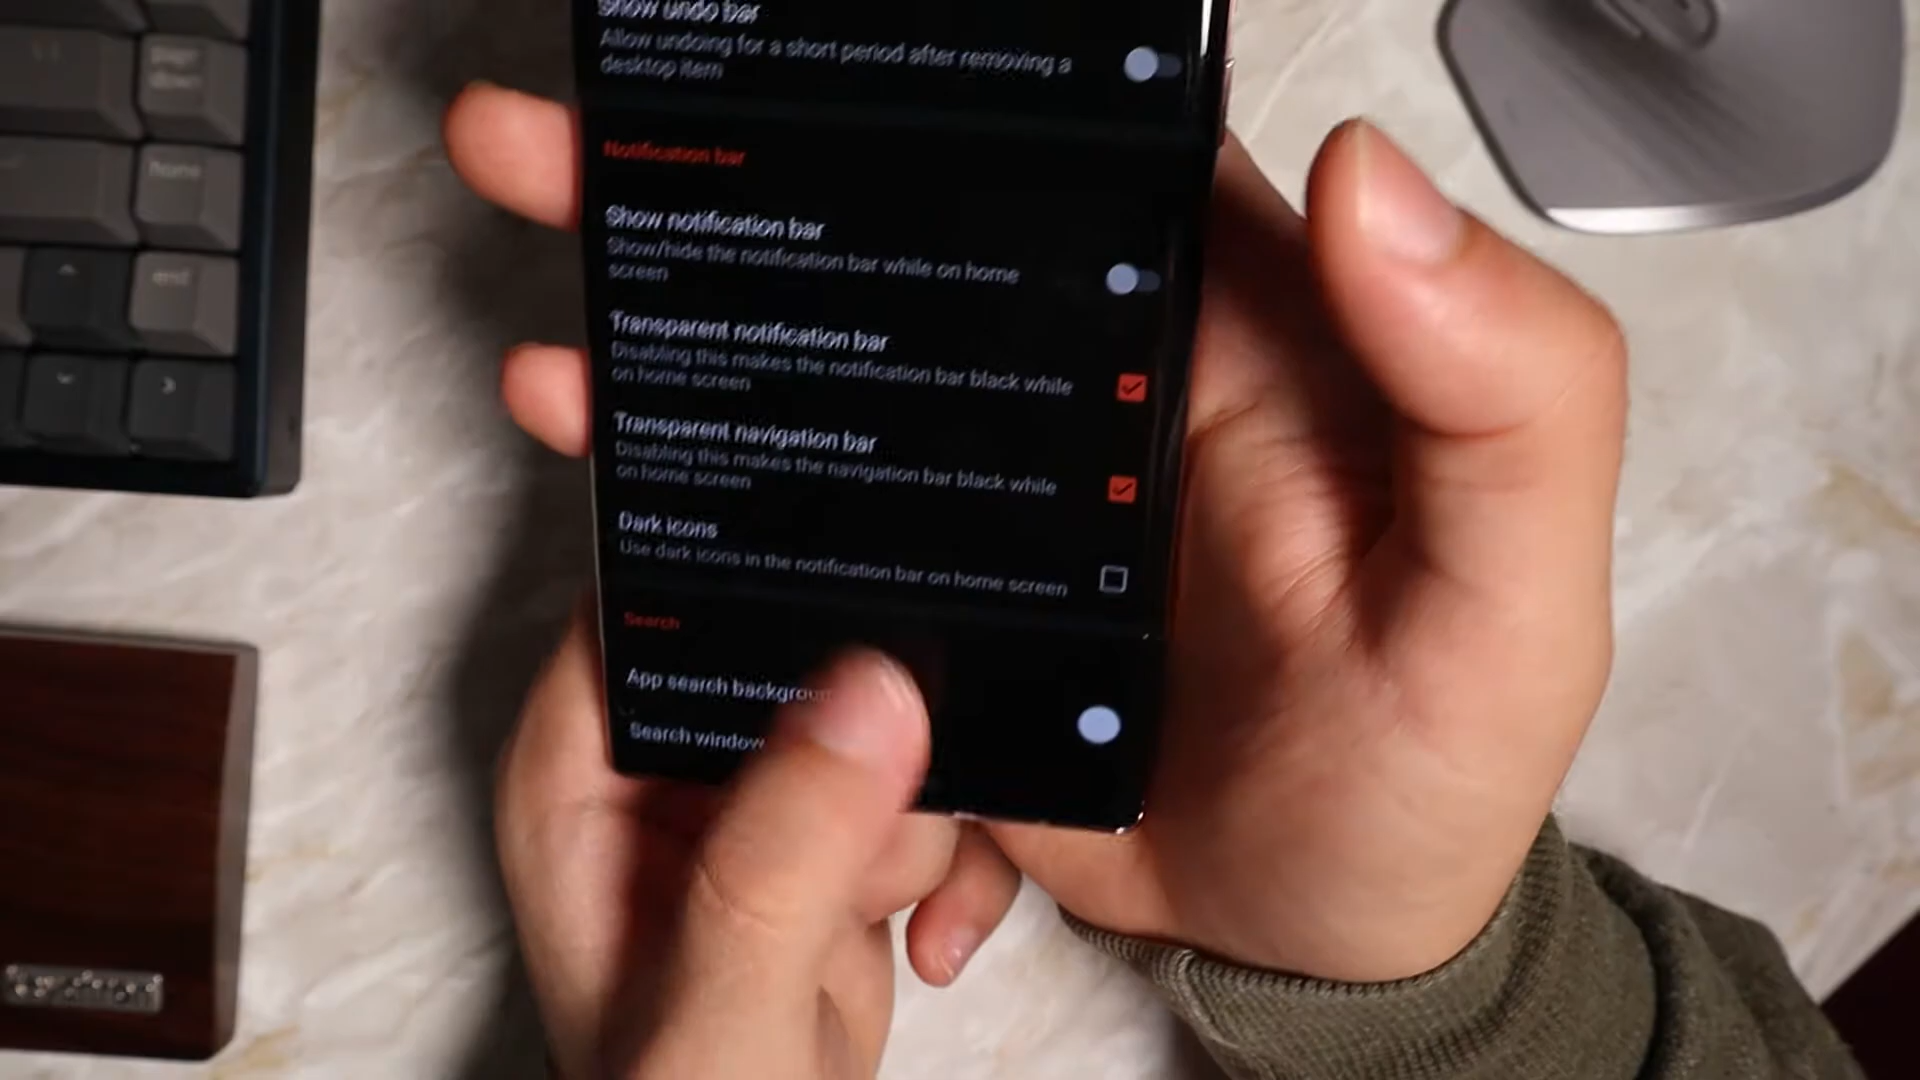 Show undo bar
Allow undoing for a short period after removing a
desktop item
Notification bar
Show notification bar
Show/hide the notification bar while on home
screen
Transparent notification bar
Disabling this makes the notification bar black while
on home screen
Transparent navigation bar
Disabling this makes the navigation bar black while
on home screen
Dark icons
Use dark icons in the notification bar on home screen
Search
App search backgroun
Search window
page
down
home
end